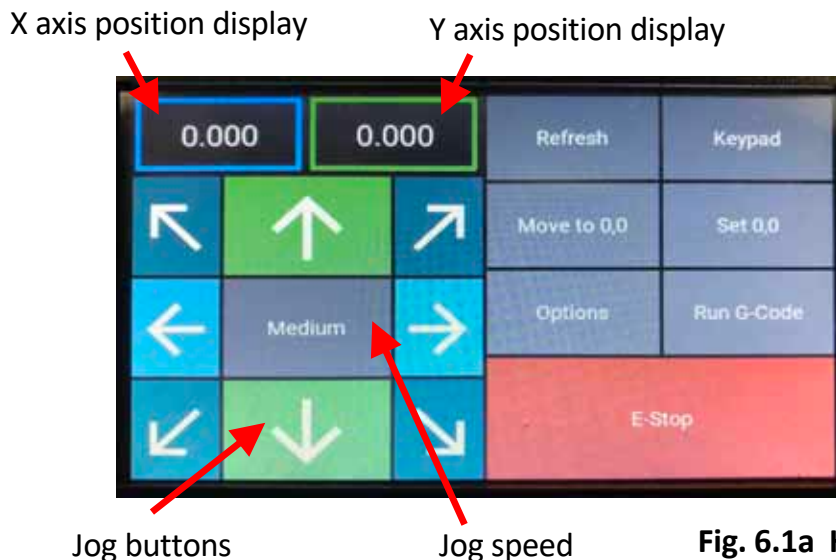 X axis position display
Y axis position display
0.000
0.000
Refresh
Keypad
Move to 0,0
Set 0,0
Medium
Options
Run G-Code
E-Stop
Jog buttons
Jog speed
Fig. 6.1a